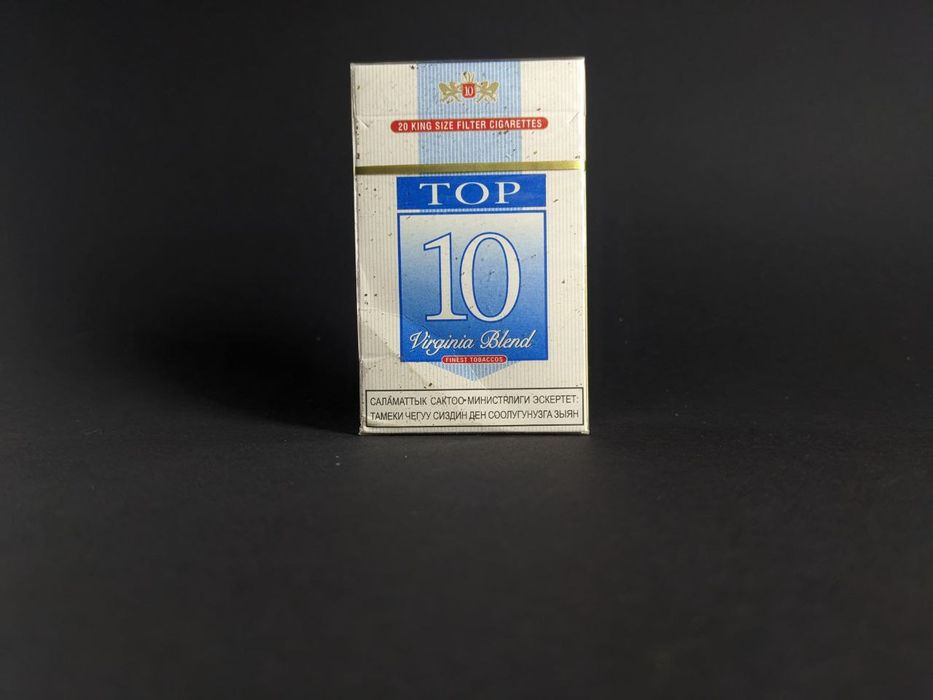 10
20 KING SIZE FILTER CIGARETTES
TOP
10
Virginia Blend
FINEST TOBACCOS
САЛАМАТТЫК САКТОО МИНИСТРЛИГИ ЭСКЕРТЕТ:
ТАМЕКИ ЧЕГУУ СИЗДИН ДЕН СООЛУГУНУЗГА ЗЫЯН